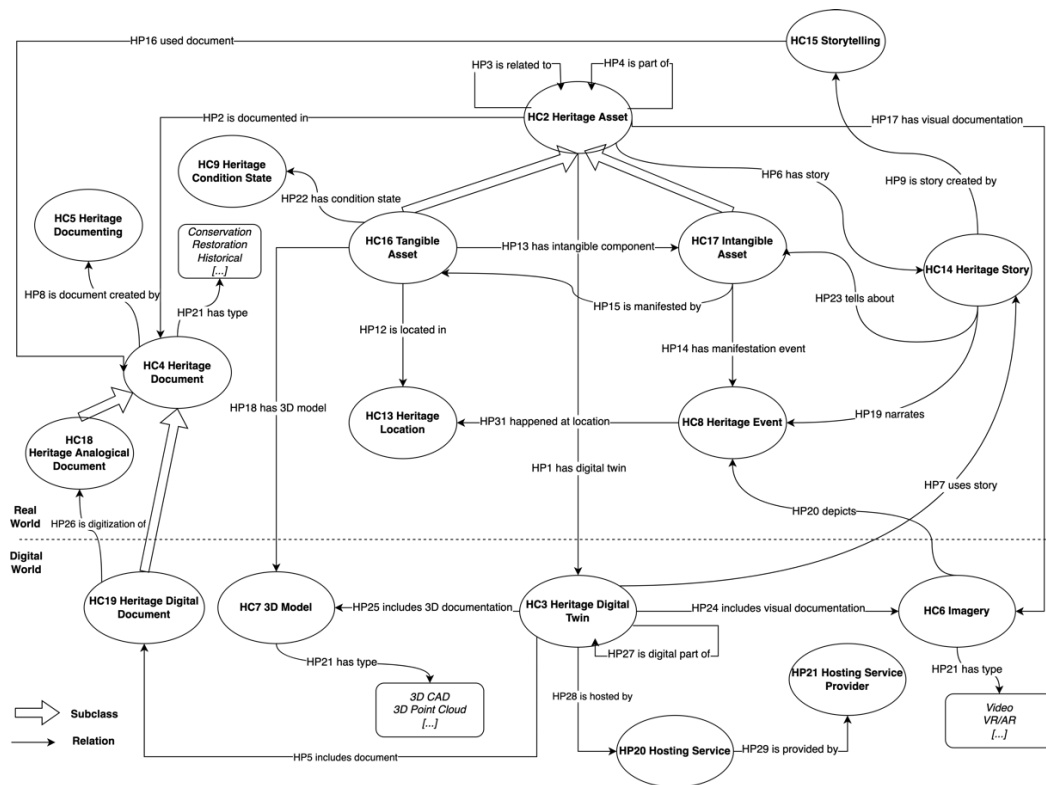 HP16 used document
HC15 Storytelling
HP3 is related to
HP4 is part of
HC2 Heritage Asset
HP2 is documented in
HP17 has visual documentation
HC9 Heritage
Condition State
HP6 has story
HP9 is story created by
HP22 has condition state
HC5 Heritage
Documenting
Conservation
Restoration
Historical
[...]
HC16 Tangible
Asset
HP13 has intangible component
HC17 Intangible
Asset
HC14 Heritage Story
HP8 is document created by
HP21 has type
HP15 is manifested by
HP23 tells about
HP12 is located in
HP14 has manifestation event
HC4 Heritage
Document
HP18 has 3D model
HC13 Heritage
Location
HP31 happened at location
HC8 Heritage Event
HP19 narrates
HC18
Heritage Analogical
Document
HP1 has digital twin
HP7 uses story
HP20 depicts
Real
World
HP26 is digitization of
Digital
World
HC19 Heritage Digital
Document
HC7 3D Model
HP25 includes 3D documentation
HC3 Heritage Digital
Twin
HP24 includes visual documentation
HC6 Imagery
HP27 is digital part of
HP21 has type
HP21 has type
HP28 is hosted by
HP21 Hosting Service
Provider
3D CAD
3D Point Cloud
[...]
Video
VR/AR
[...]
Subclass
Relation
HP5 includes document
HP20 Hosting Service
HP29 is provided by